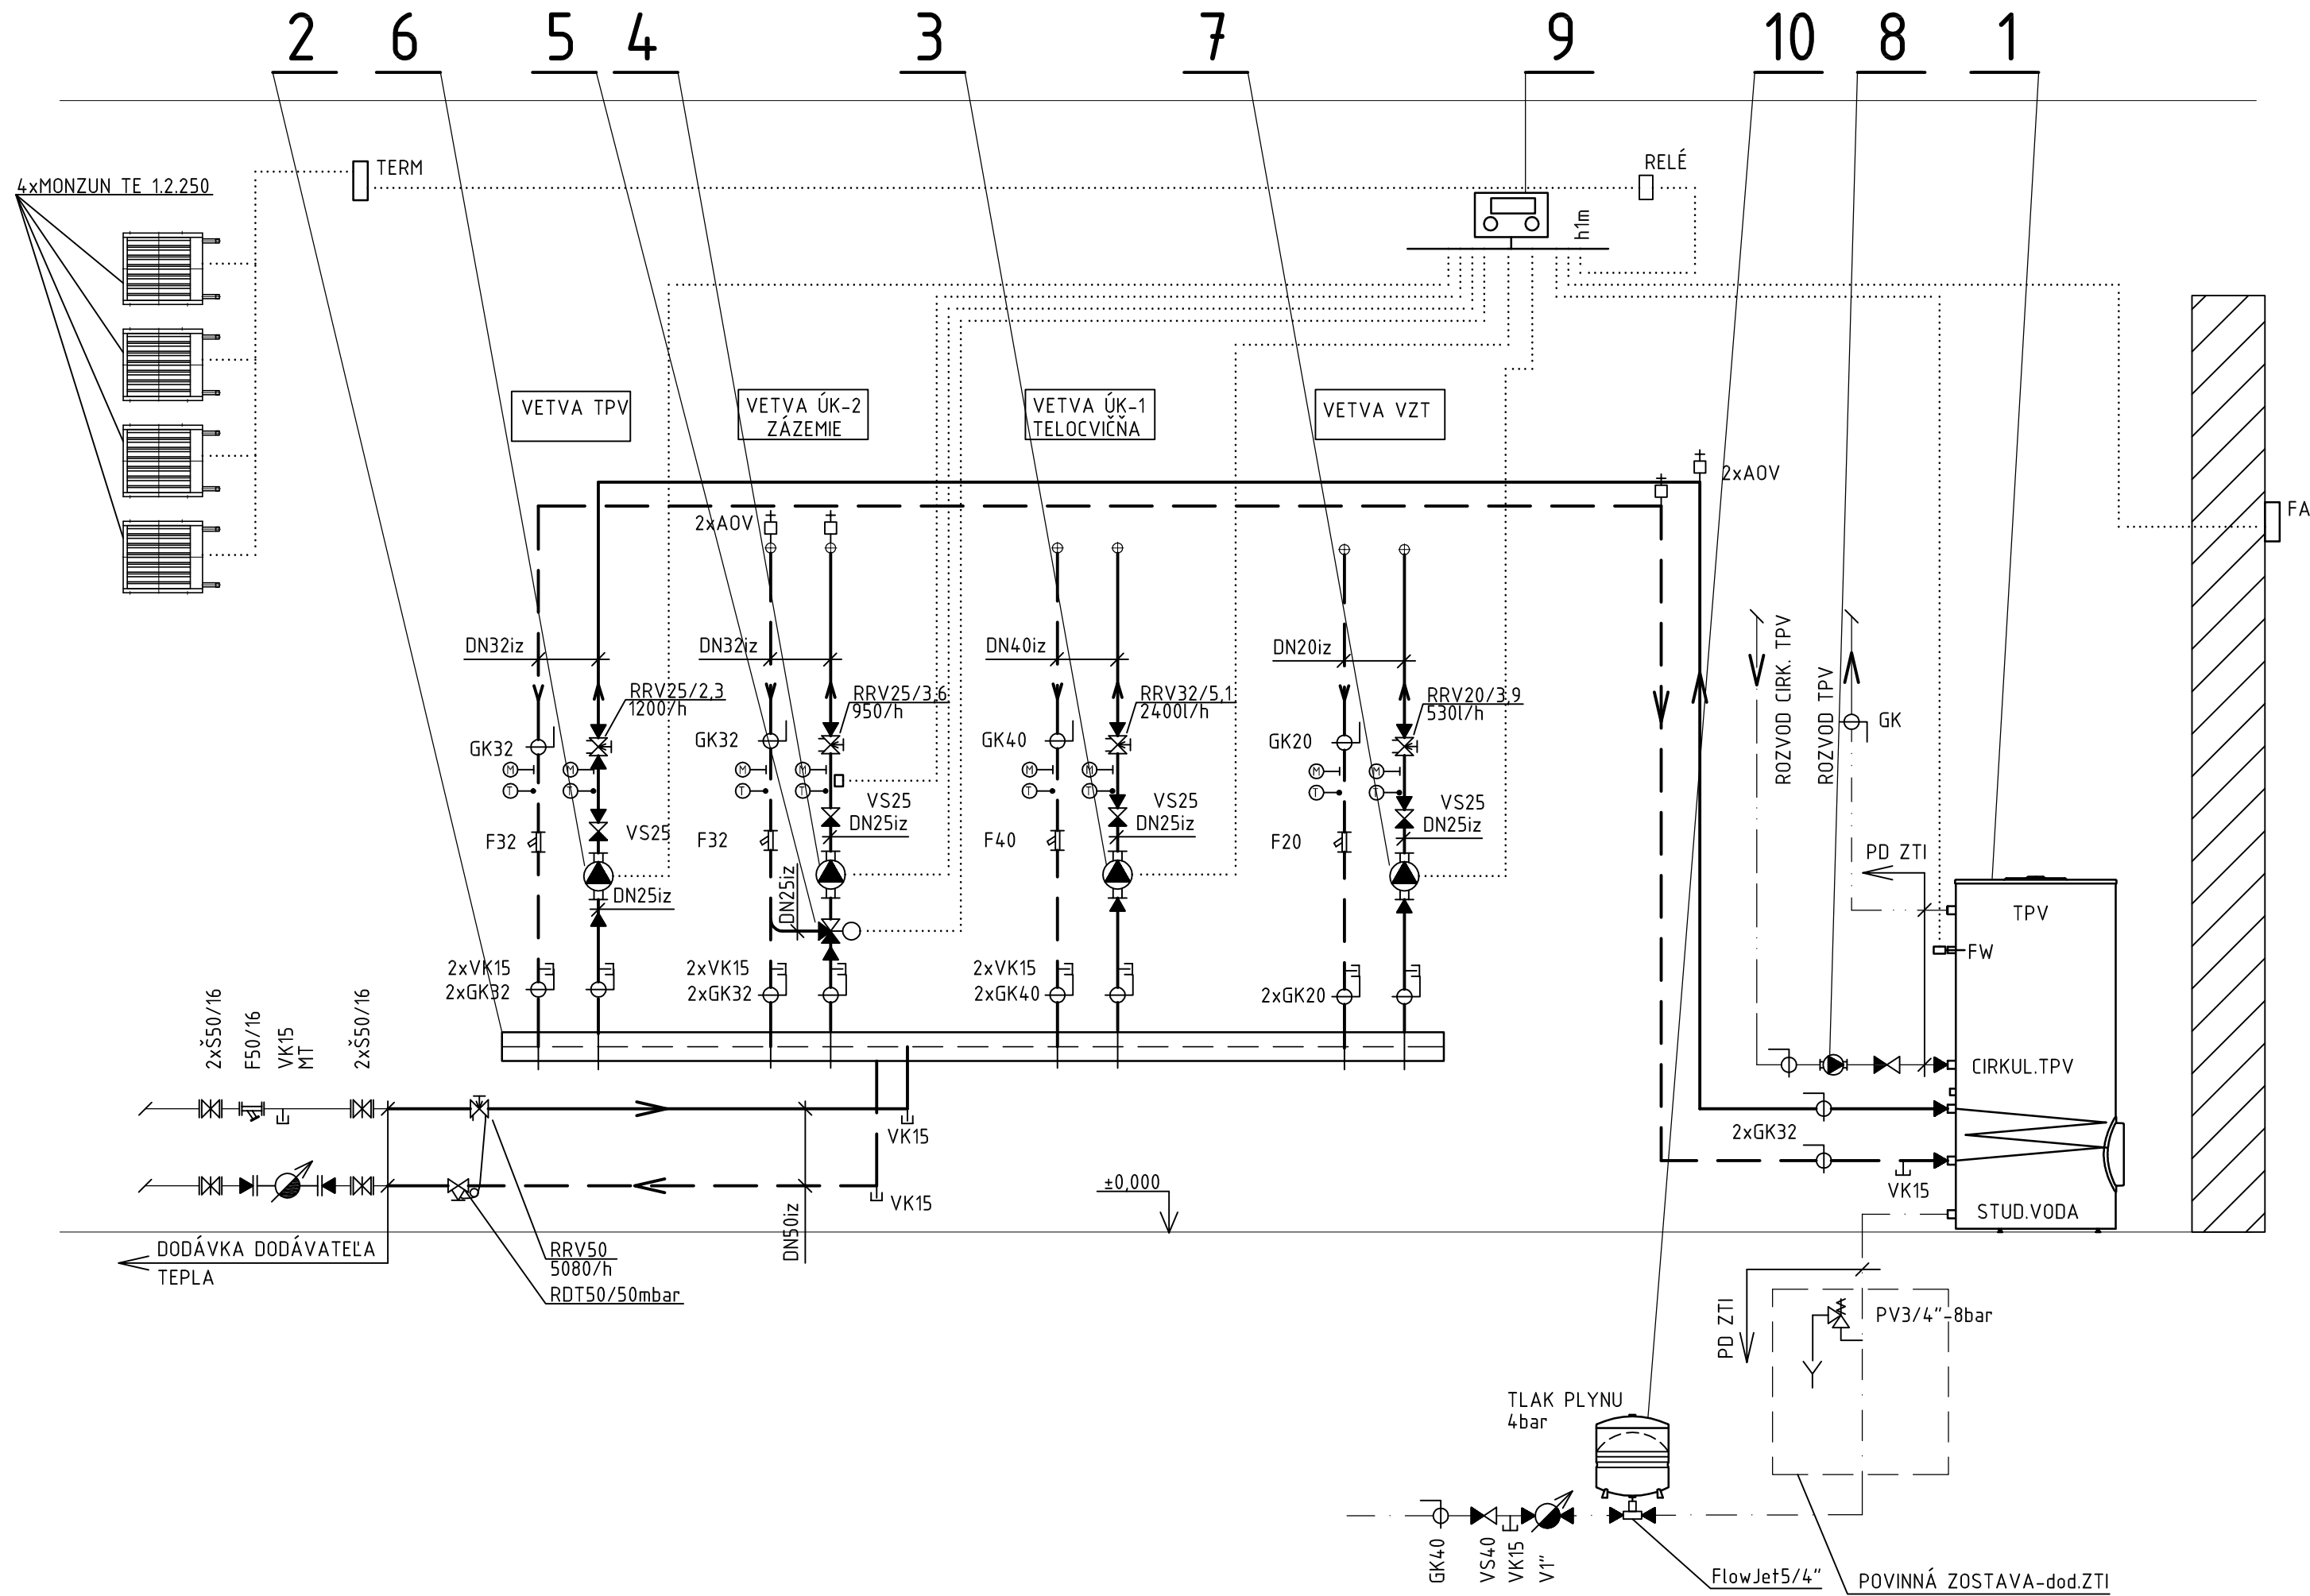 2
6
5
4
3
7
9
10
8
1
TERM
RELÉ
4xMONZUN TE 1.2.250
h1m
VETVA TPV
VETVA ÚK-2
ZÁZEMIE
VETVA ÚK-1
TELOCVIČŇA
VETVA VZT
2xAOV
2xAOV
FA
DN32iz
DN32iz
DN40iz
DN20iz
RRV25/2,3
1200/h
RRV25/3,6
950/h
RRV32/5,1
2400l/h
RRV20/3,9
530l/h
ROZVOD CIRK. TPV
ROZVOD TPV
GK
GK32
GK32
GK40
GK20
M
M
M
M
M
M
M
M
T
T
T
T
T
T
T
T
F32
VS25
F32
VS25
DN25iz
F40
VS25
DN25iz
F20
VS25
DN25iz
DN25iz
DN25iz
PD ZTI
TPV
FW
2xVK15
2xGK32
2xVK15
2xGK32
2xVK15
2xGK40
2xGK20
2xŠ50/16
F50/16
VK15
MT
2xŠ50/16
CIRKUL.TPV
VK15
2xGK32
VK15
VK15
±0,000
STUD.VODA
DN50iz
DODÁVKA DODÁVATEĽA
TEPLA
RRV50
5080/h
RDT50/50mbar
PD ZTI
PV3/4"-8bar
TLAK PLYNU
4bar
GK40
VS40
VK15
V1"
FlowJet5/4"
POVINNÁ ZOSTAVA-dod.ZTI